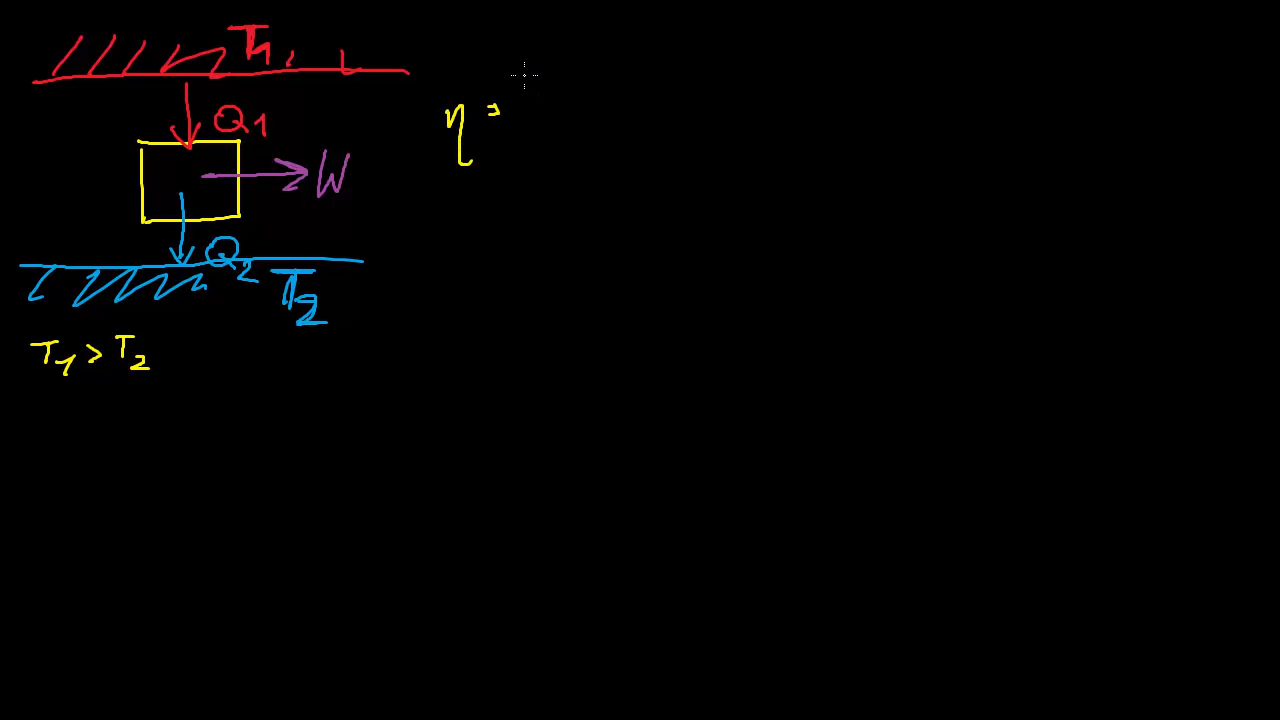 T1
Q1
η =
W
Q2
T2
T1 > T2